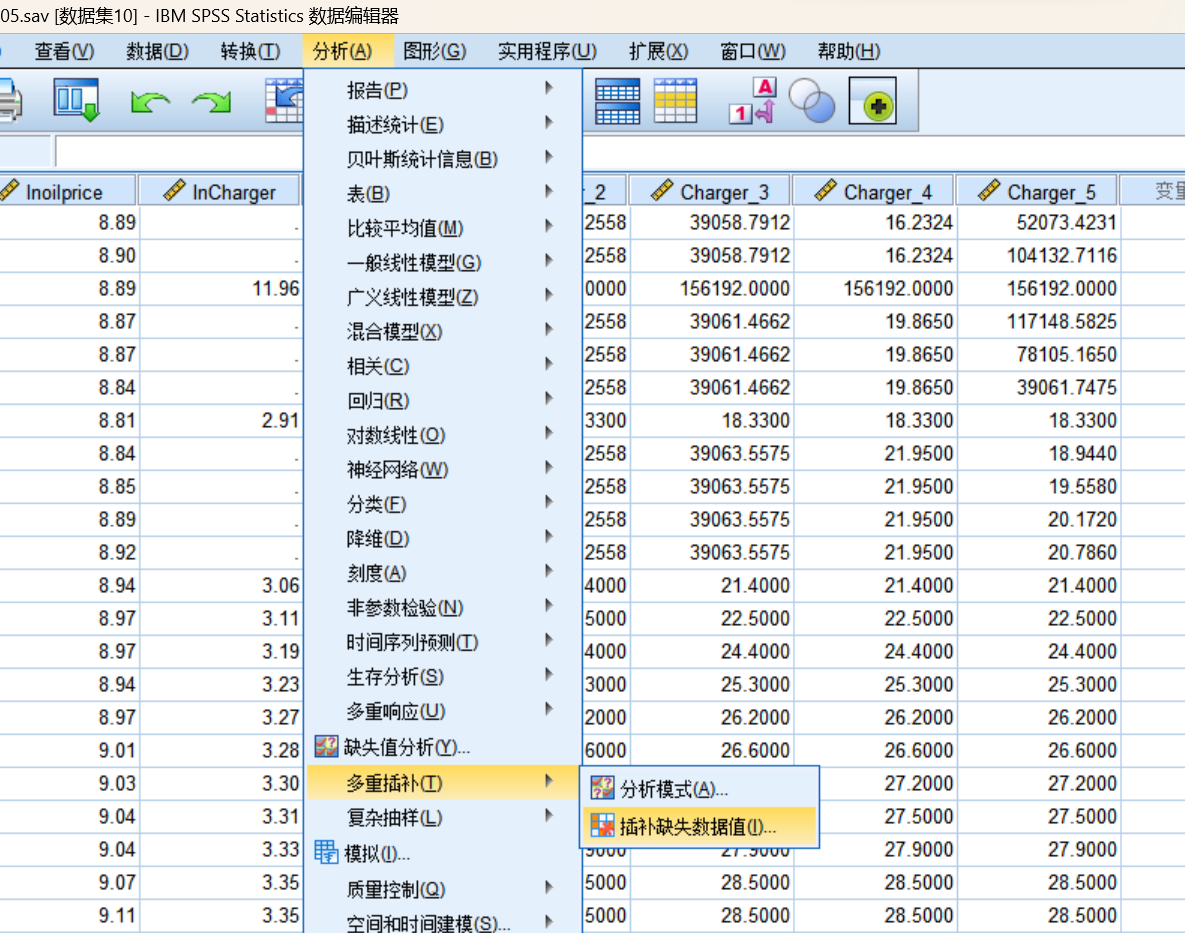 05.sav [数据集10] - IBM SPSS Statistics 数据编辑器
查看(V) 数据(D) 转换(T) 分析(A) 图形(G) 实用程序(U) 扩展(X) 窗口(W) 帮助(H)
报告(P)
描述统计(E)
贝叶斯统计信息(B)
表(B)
比较平均值(M)
一般线性模型(G)
广义线性模型(Z)
混合模型(X)
相关(C)
回归(R)
对数线性(O)
神经网络(W)
分类(F)
降维(D)
刻度(A)
非参数检验(N)
时间序列预测(T)
生存分析(S)
多重响应(U)
缺失值分析(Y)...
多重插补(T)
复杂抽样(L)
模拟(I)...
质量控制(Q)
空间和时间建模(S)...
分析模式(A)...
插补缺失数据值(I)...
A
1
lnoilprice lnCharger _2 Charger_3 Charger_4 Charger_5 变量
8.89 . 2558 39058.7912 16.2324 52073.4231
8.90 . 2558 39058.7912 16.2324 104132.7116
8.89 11.96 0000 156192.0000 156192.0000 156192.0000
8.87 . 2558 39061.4662 19.8650 117148.5825
8.87 . 2558 39061.4662 19.8650 78105.1650
8.84 . 2558 39061.4662 19.8650 39061.7475
8.81 2.91 3300 18.3300 18.3300 18.3300
8.84 . 2558 39063.5575 21.9500 18.9440
8.85 . 2558 39063.5575 21.9500 19.5580
8.89 . 2558 39063.5575 21.9500 20.1720
8.92 . 2558 39063.5575 21.9500 20.7860
8.94 3.06 4000 21.4000 21.4000 21.4000
8.97 3.11 5000 22.5000 22.5000 22.5000
8.97 3.19 4000 24.4000 24.4000 24.4000
8.94 3.23 3000 25.3000 25.3000 25.3000
8.97 3.27 2000 26.2000 26.2000 26.2000
9.01 3.28 6000 26.6000 26.6000 26.6000
9.03 3.30 27.2000 27.2000
9.04 3.31 27.5000 27.5000
9.04 3.33 9000 27.9000 27.9000 27.9000
9.07 3.35 5000 28.5000 28.5000 28.5000
9.11 3.35 5000 28.5000 28.5000 28.5000